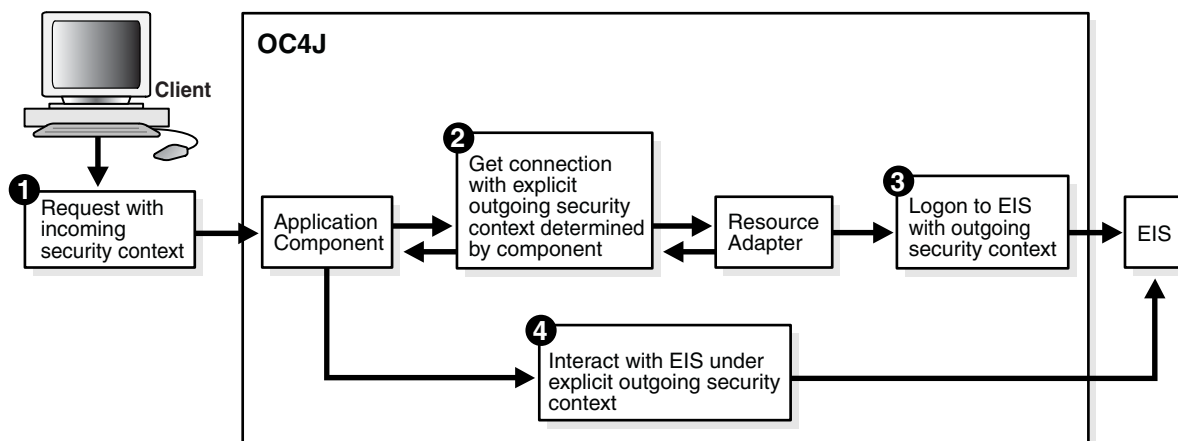 OC4J
Client
1
Request with
incoming
security context
Application
Component
2
Get connection
with explicit
outgoing security
context determined
by component
Resource
Adapter
3
Logon to EIS
with outgoing
security context
EIS
4
Interact with EIS under
explicit outgoing security
context